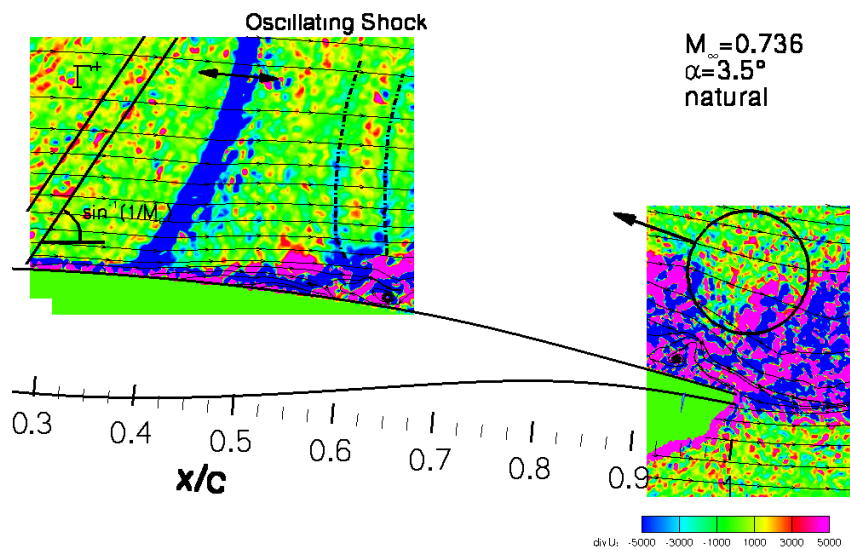 Oscillating Shock
M∞=0.736
α=3.5°
natural
Γ+
sin⁻¹(1/M∞)
0.3
0.4
0.5
0.6
0.7
0.8
0.9
1
x/c
div U: -5000 -3000 -1000 1000 3000 5000